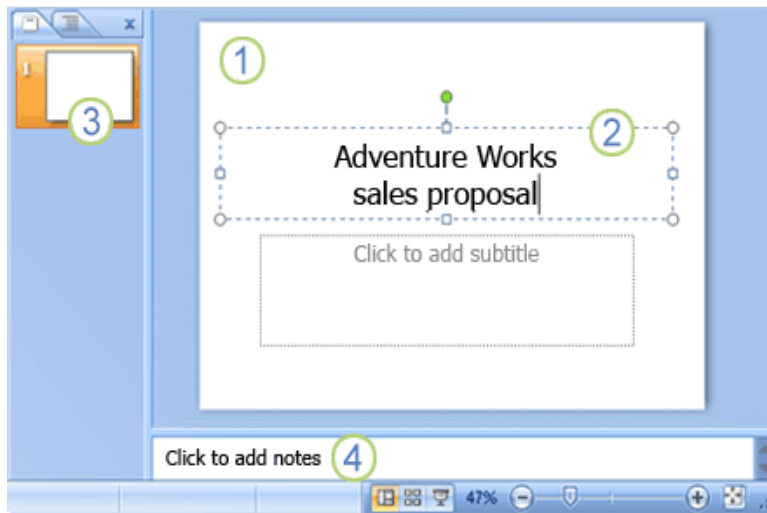 1
1
3
2
Adventure Works
sales proposal
Click to add subtitle
Click to add notes 4
47%